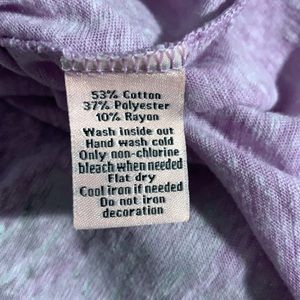 53% Cotton
37% Polyester
10% Rayon
Wash inside out
Hand wash cold
Only non-chlorine
bleach when needed
Flat dry
Cool iron if needed
Do not iron
decoration